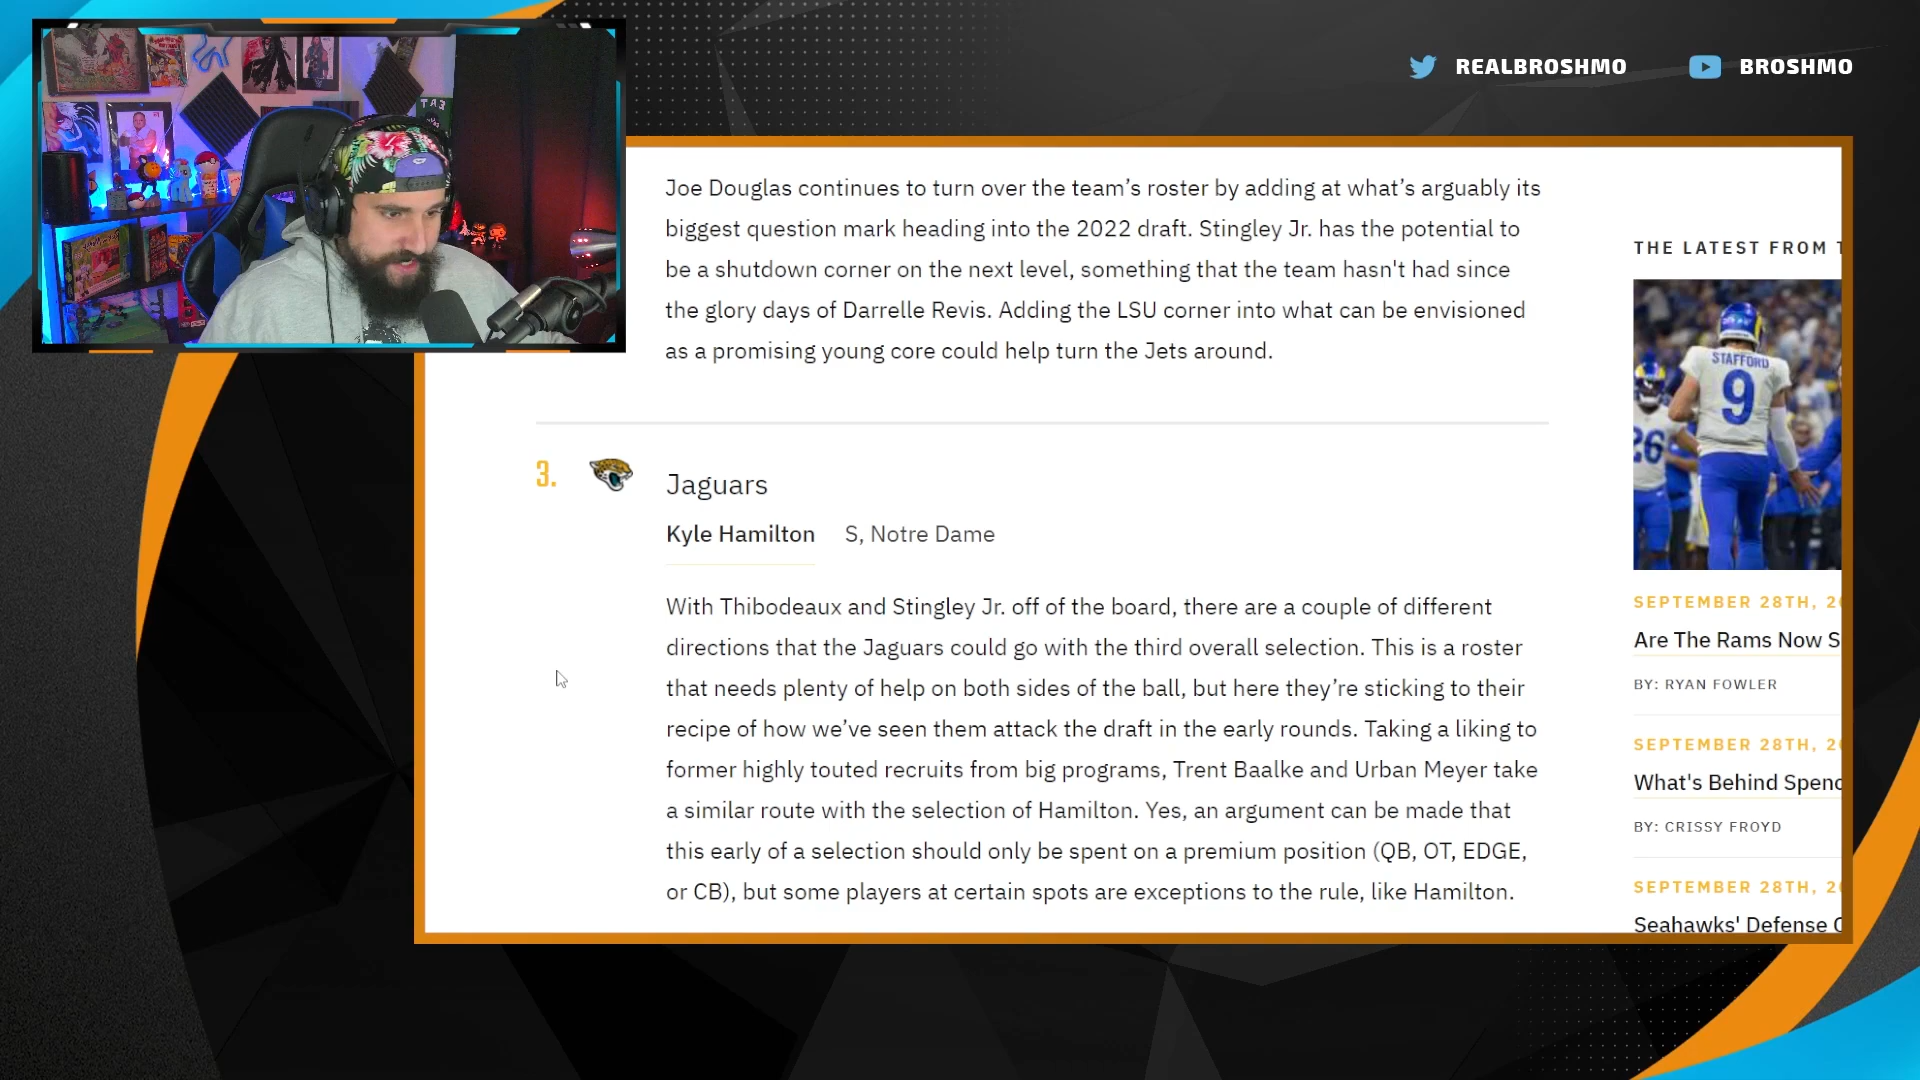 REALBROSHMO
BROSHMO
Joe Douglas continues to turn over the team’s roster by adding at what’s arguably its
biggest question mark heading into the 2022 draft. Stingley Jr. has the potential to
be a shutdown corner on the next level, something that the team hasn't had since
the glory days of Darrelle Revis. Adding the LSU corner into what can be envisioned
as a promising young core could help turn the Jets around.
3.
Jaguars
Kyle Hamilton S, Notre Dame
With Thibodeaux and Stingley Jr. off of the board, there are a couple of different
directions that the Jaguars could go with the third overall selection. This is a roster
that needs plenty of help on both sides of the ball, but here they’re sticking to their
recipe of how we’ve seen them attack the draft in the early rounds. Taking a liking to
former highly touted recruits from big programs, Trent Baalke and Urban Meyer take
a similar route with the selection of Hamilton. Yes, an argument can be made that
this early of a selection should only be spent on a premium position (QB, OT, EDGE,
or CB), but some players at certain spots are exceptions to the rule, like Hamilton.
THE LATEST FROM
STAFFORD
9
26
SEPTEMBER 28TH, 2
Are The Rams Now S
BY: RYAN FOWLER
SEPTEMBER 28TH, 2
What's Behind Spenc
BY: CRISSY FROYD
SEPTEMBER 28TH, 2
Seahawks' Defense